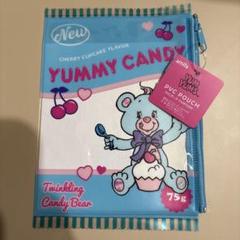 New
CHERRY CUPCAKE FLAVOR
YUMMY CANDY
PVC POUCH
Twinkling
Candy Bear
75g